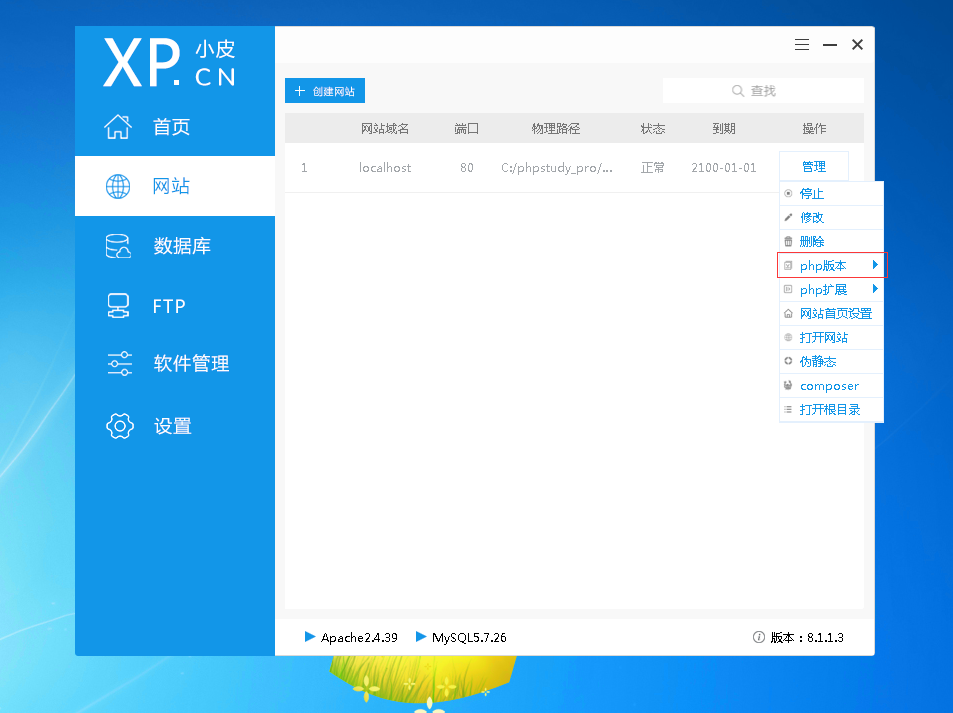 XP. 小皮
CN
首页
网站
数据库
FTP
软件管理
设置
创建网站
查找
网站域名 端口 物理路径 状态 到期 操作
1 localhost 80 C:/phpstudy_pro/... 正常 2100-01-01 管理
停止
修改
删除
php版本
php扩展
网站首页设置
打开网站
伪静态
composer
打开根目录
Apache2.4.39 MySQL5.7.26 版本：8.1.1.3